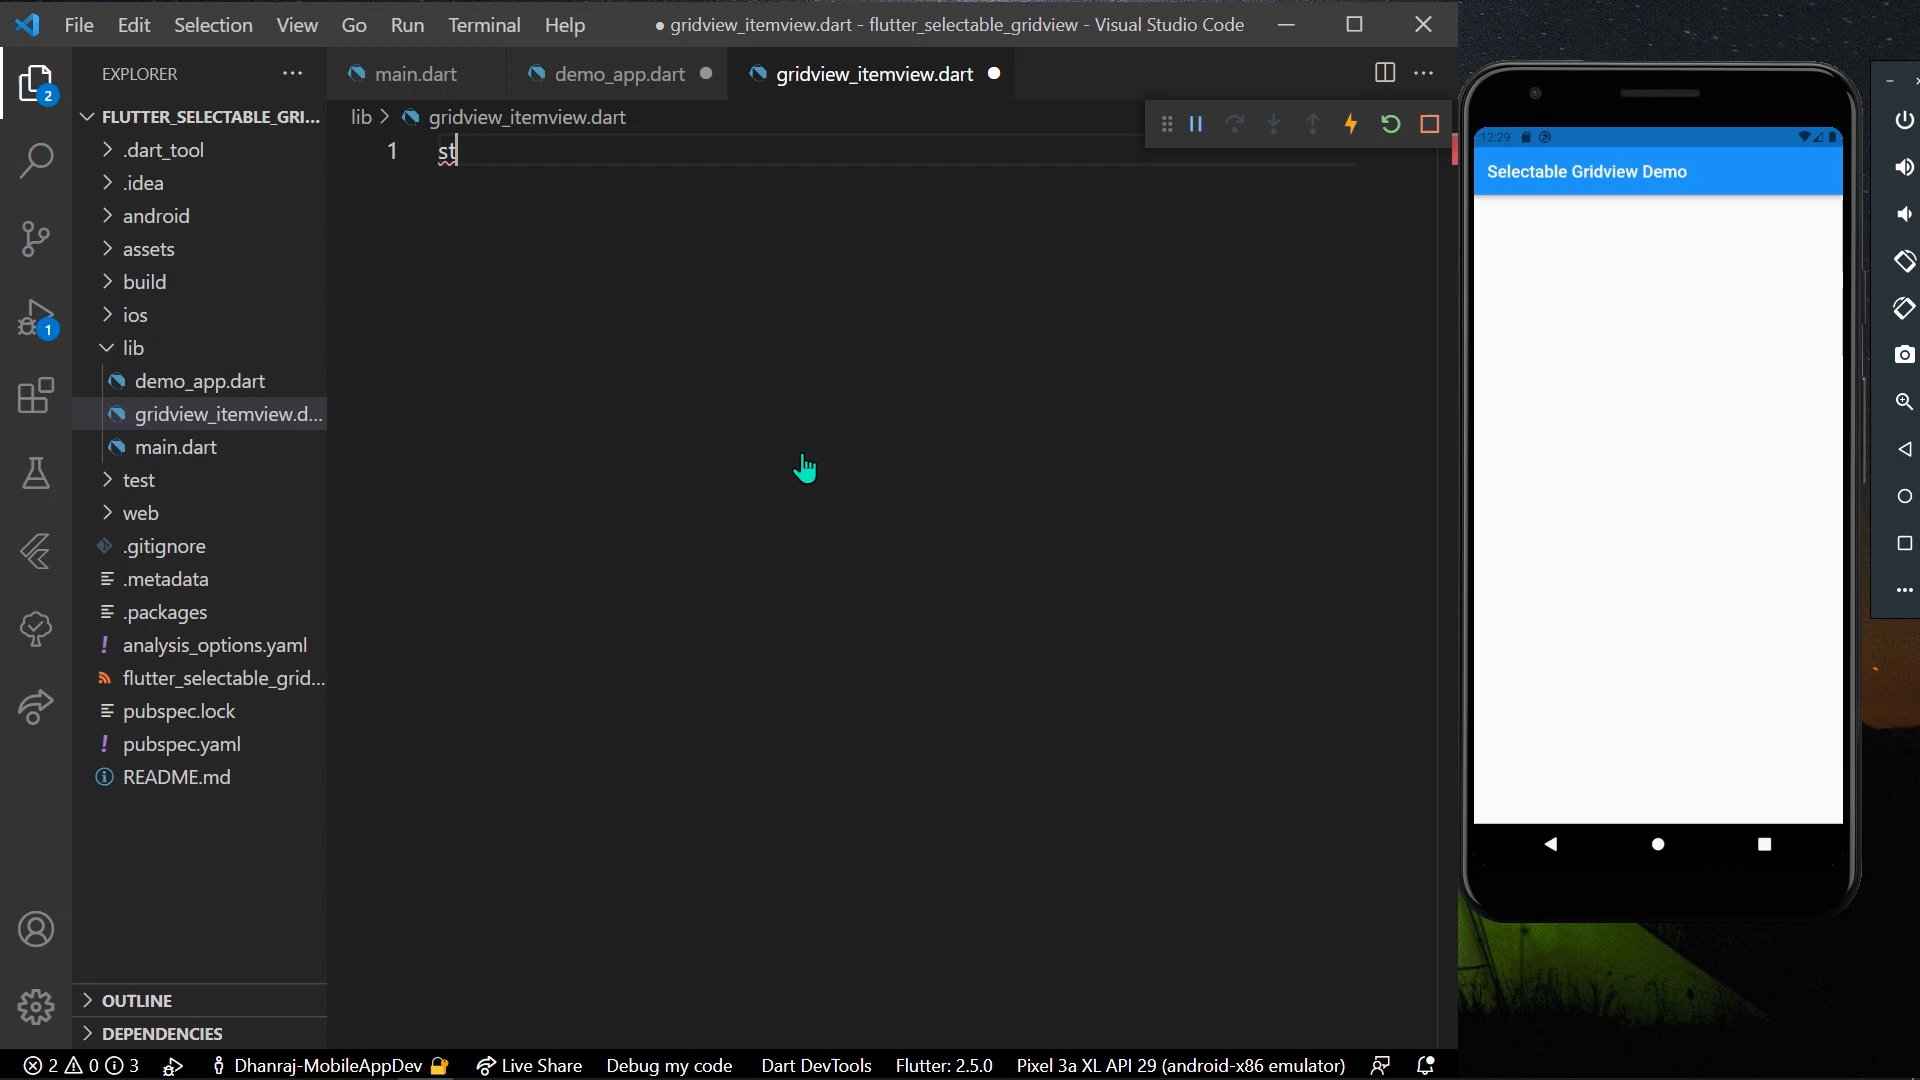 File Edit Selection View Go Run Terminal Help
● gridview_itemview.dart - flutter_selectable_gridview - Visual Studio Code
EXPLORER
main.dart
demo_app.dart
gridview_itemview.dart
2
FLUTTER_SELECTABLE_GRI...
.dart_tool
.idea
android
assets
build
ios
lib
demo_app.dart
gridview_itemview.d...
main.dart
test
web
.gitignore
.metadata
.packages
analysis_options.yaml
flutter_selectable_grid...
pubspec.lock
pubspec.yaml
README.md
1
OUTLINE
DEPENDENCIES
lib > gridview_itemview.dart
1 st
12:29
Selectable Gridview Demo
2 0 3 Dhanraj-MobileAppDev Live Share Debug my code Dart DevTools Flutter: 2.5.0 Pixel 3a XL API 29 (android-x86 emulator)